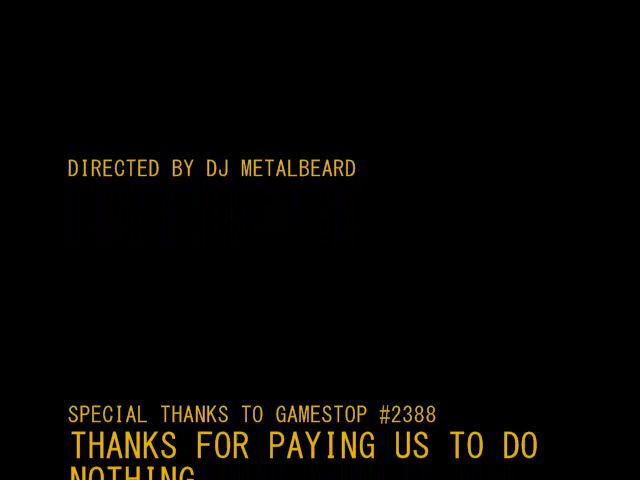 DIRECTED BY DJ METALBEARD
SPECIAL THANKS TO GAMESTOP #2388
THANKS FOR PAYING US TO DO
NOTHING